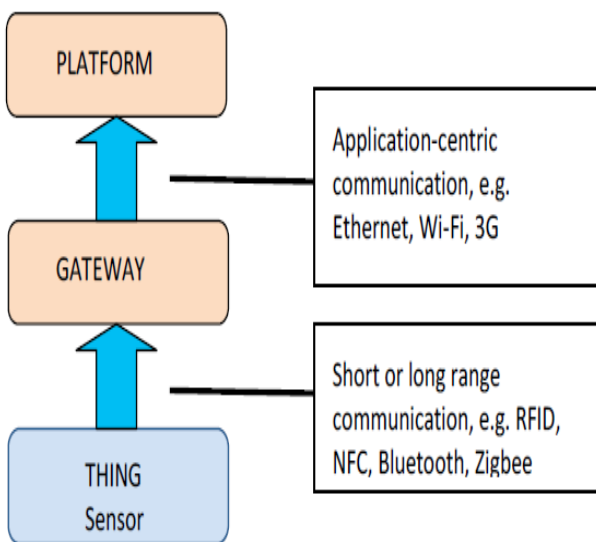 PLATFORM
Application-centric
communication, e.g.
Ethernet, Wi-Fi, 3G
GATEWAY
Short or long range
communication, e.g. RFID,
NFC, Bluetooth, Zigbee
THING
Sensor